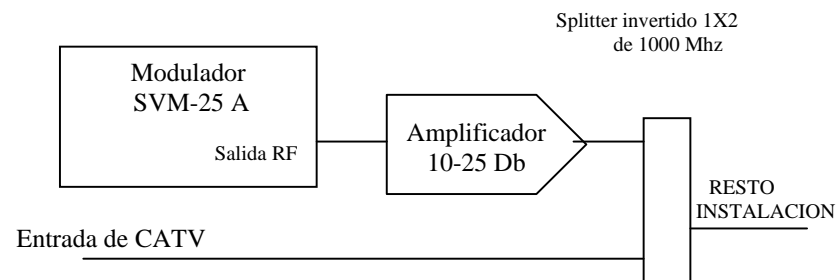 Splitter invertido 1X2
de 1000 Mhz
Modulador
SVM-25 A
Salida RF
Amplificador
10-25 Db
RESTO
INSTALACION
Entrada de CATV